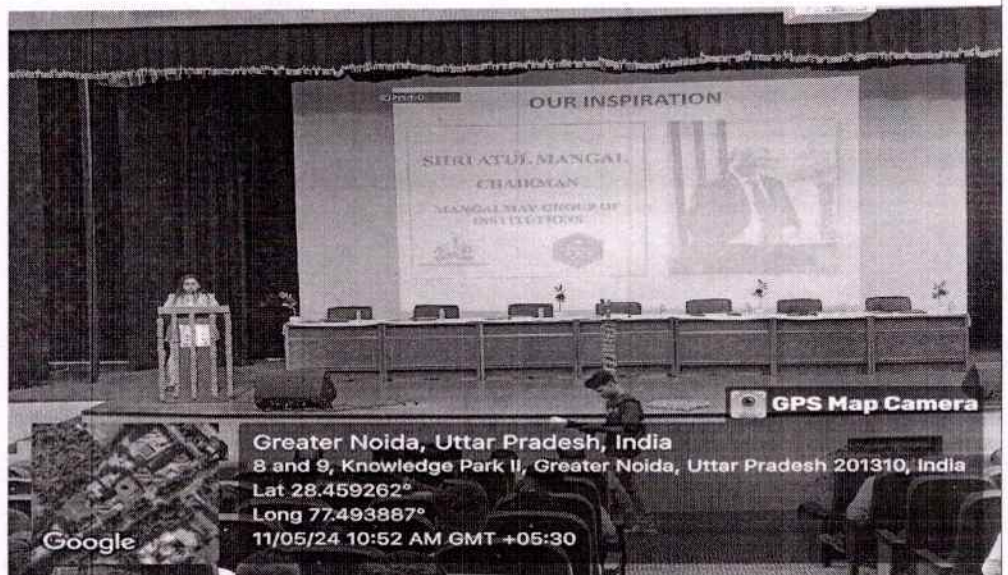 OUR INSPIRATION
SHRI ATUL MANGAL
CHAIRMAN
MANGALMAY GROUP OF
INSTITUTIONS
GPS Map Camera
Greater Noida, Uttar Pradesh, India
8 and 9, Knowledge Park II, Greater Noida, Uttar Pradesh 201310, India
Lat 28.459262°
Long 77.493887°
11/05/24 10:52 AM GMT +05:30
Google